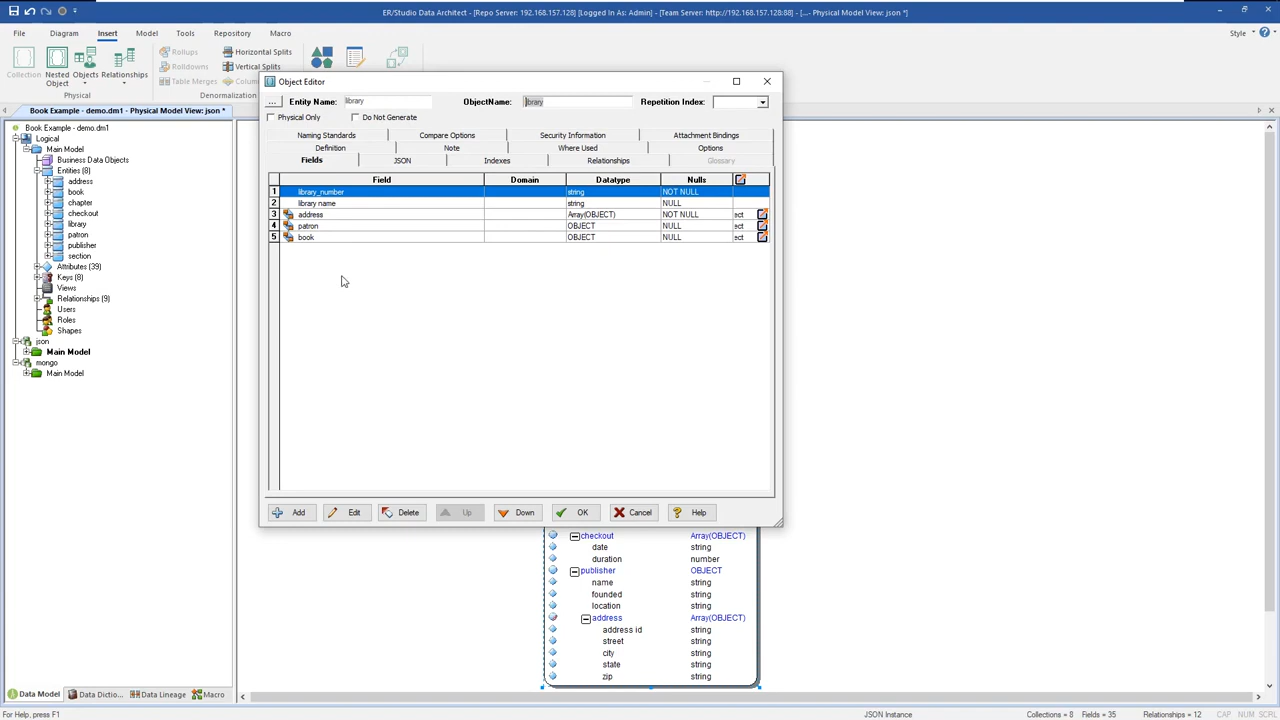 ER/Studio Data Architect - [Repo Server: 192.168.157.128] [Logged In As: Admin] - [Team Server: http://192.168.157.128:88] - [... - Physical Model View: json *]
File Diagram Insert Model Tools Repository Macro Style
Collection Nested Object Objects Relationships
Physical
Rollups
Rolldowns
Table Merges
Horizontal Splits
Vertical Splits
Denormalization
Book Example - demo.dm1 - Physical Model View: json *
Book Example - demo.dm1
Logical
Main Model
Business Data Objects
Entities (8)
address
book
chapter
checkout
library
patron
publisher
section
Attributes (39)
Keys (8)
Views
Relationships (9)
Users
Roles
Shapes
json
Main Model
mongo
Main Model
Object Editor
... Entity Name: library ObjectName: library Repetition Index:
Physical Only Do Not Generate
Naming Standards Compare Options Security Information Attachment Bindings
Definition Note Where Used Options
Fields JSON Indexes Relationships Glossary
Field Domain Datatype Nulls
1 library_number string NOT NULL
2 library name string NULL
3 address Array(OBJECT) NOT NULL ect
4 patron OBJECT NULL ect
5 book OBJECT NULL ect
Add Edit Delete Up Down OK Cancel Help
checkout Array(OBJECT)
date string
duration number
publisher OBJECT
name string
founded string
location string
address Array(OBJECT)
address id string
street string
city string
state string
zip string
Data Model Data Dictio... Data Lineage Macro
For Help, press F1 JSON Instance Collections = 8 Fields = 35 Relationships = 12 CAP NUM SCRL